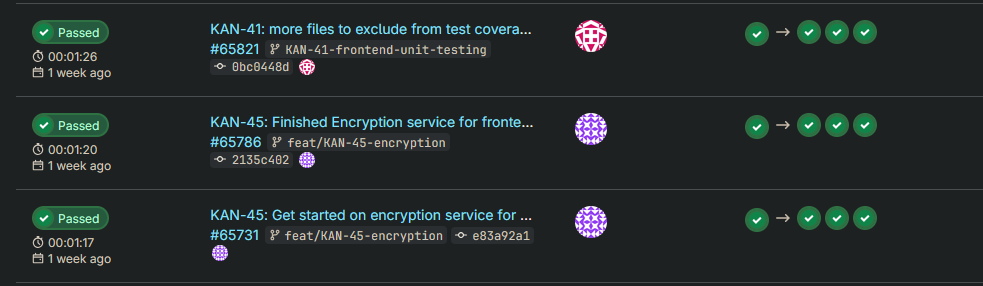 Passed
00:01:26
1 week ago
KAN-41: more files to exclude from test covera...
#65821 KAN-41-frontend-unit-testing
0bc0448d
Passed
00:01:20
1 week ago
KAN-45: Finished Encryption service for fronte...
#65786 feat/KAN-45-encryption
2135c402
Passed
00:01:17
1 week ago
KAN-45: Get started on encryption service for ...
#65731 feat/KAN-45-encryption e83a92a1